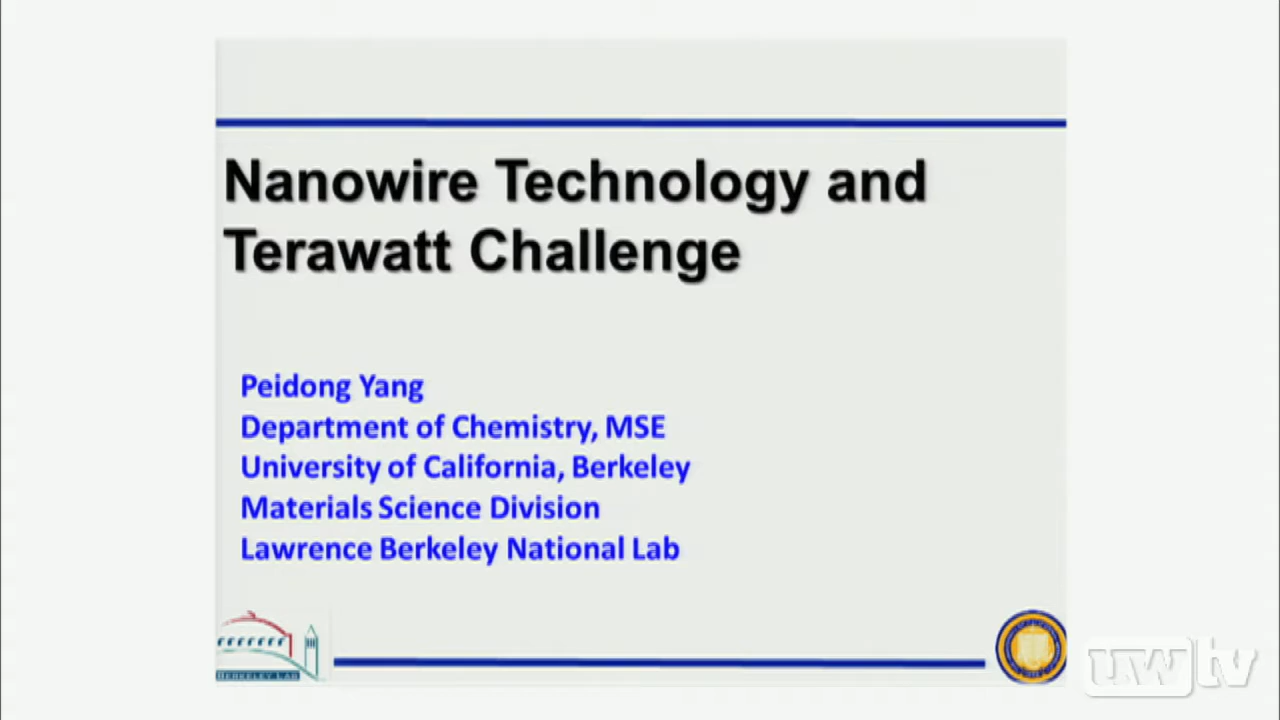 Nanowire Technology and
Terawatt Challenge
Peidong Yang
Department of Chemistry, MSE
University of California, Berkeley
Materials Science Division
Lawrence Berkeley National Lab
BERKELEY LAB
uwtv